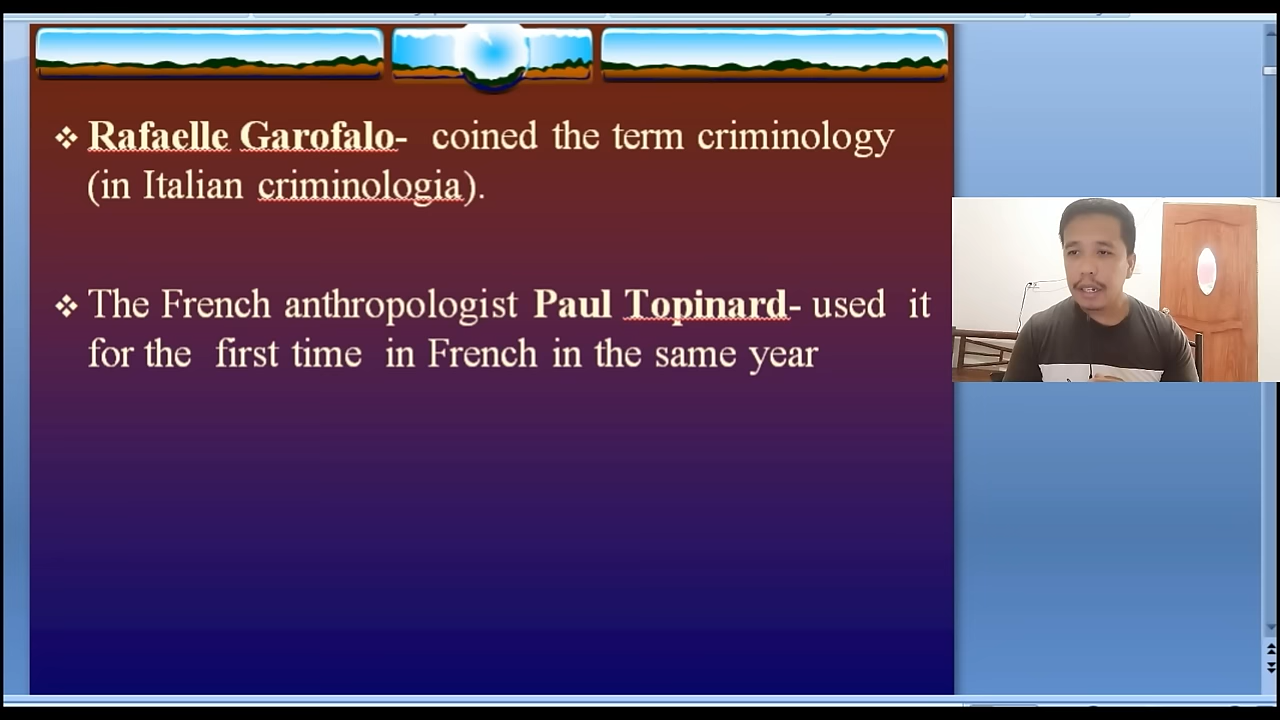 ❖ Rafaelle Garofalo- coined the term criminology
(in Italian criminologia).
❖ The French anthropologist Paul Topinard- used it
for the first time in French in the same year